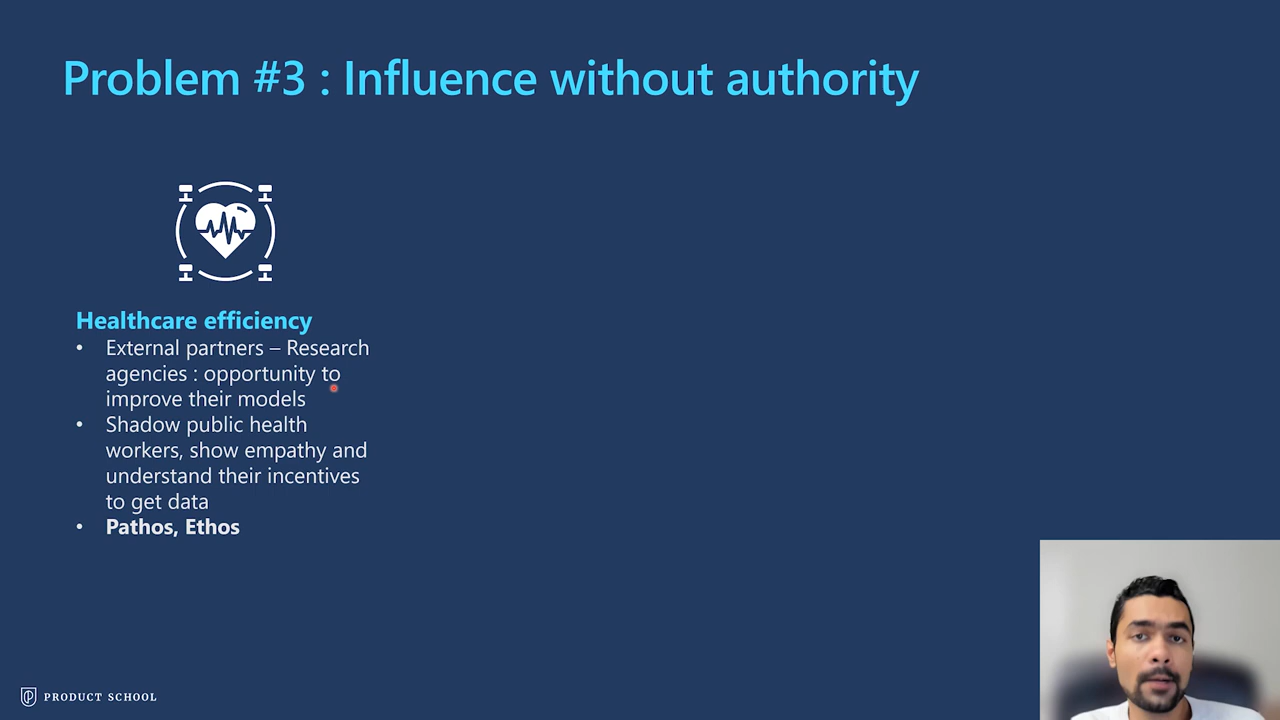 Problem #3 : Influence without authority
Healthcare efficiency
• External partners – Research
agencies : opportunity to
improve their models
• Shadow public health
workers, show empathy and
understand their incentives
to get data
• Pathos, Ethos
PRODUCT SCHOOL